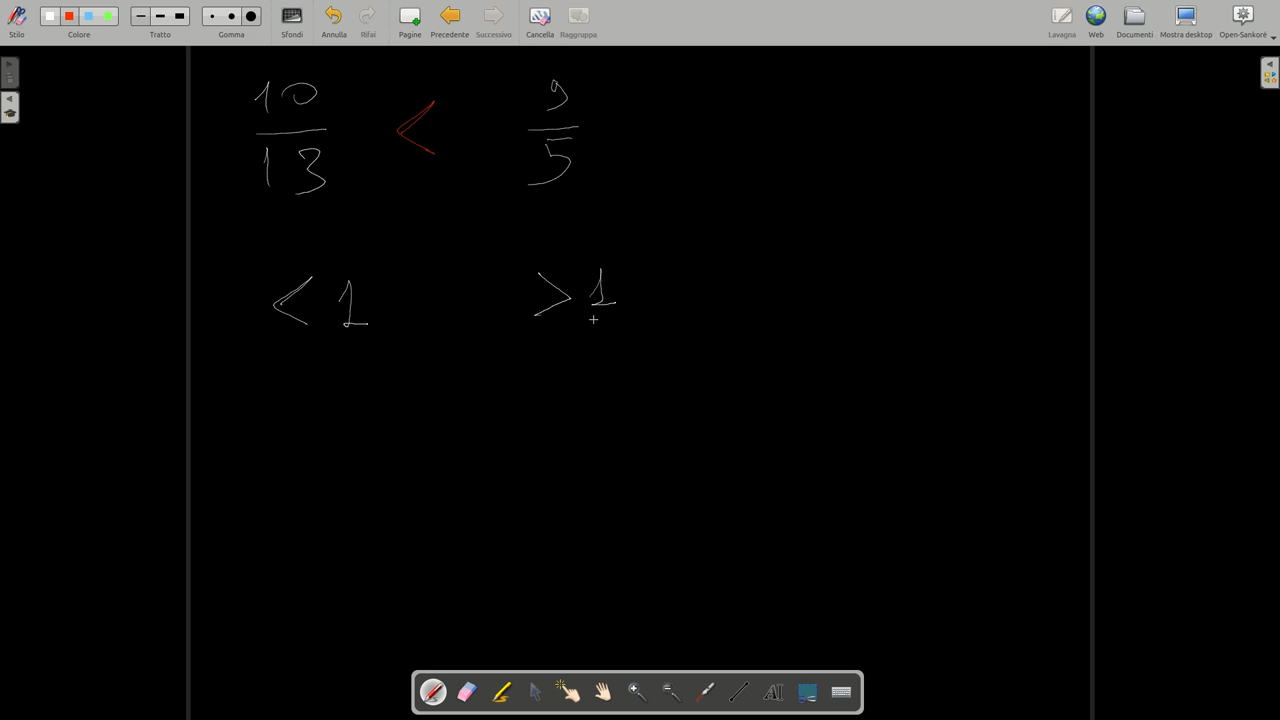 Stilo Colore Tratto Gomma Sfondi Annulla Rifai Pagine Precedente Successivo Cancella Raggruppa Lavagna Web Documenti Mostra desktop Open-Sankoré
10 9
— < —
13 5
< 1 > 1
AI